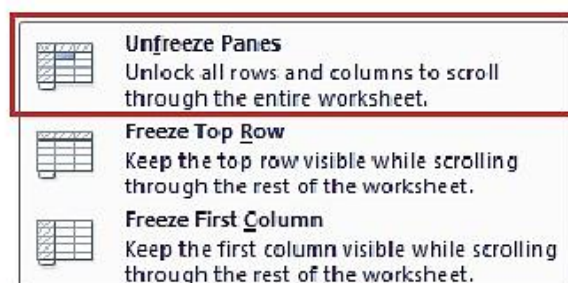 Unfreeze Panes
Unlock all rows and columns to scroll
through the entire worksheet.
Freeze Top Row
Keep the top row visible while scrolling
through the rest of the worksheet.
Freeze First Column
Keep the first column visible while scrolling
through the rest of the worksheet.